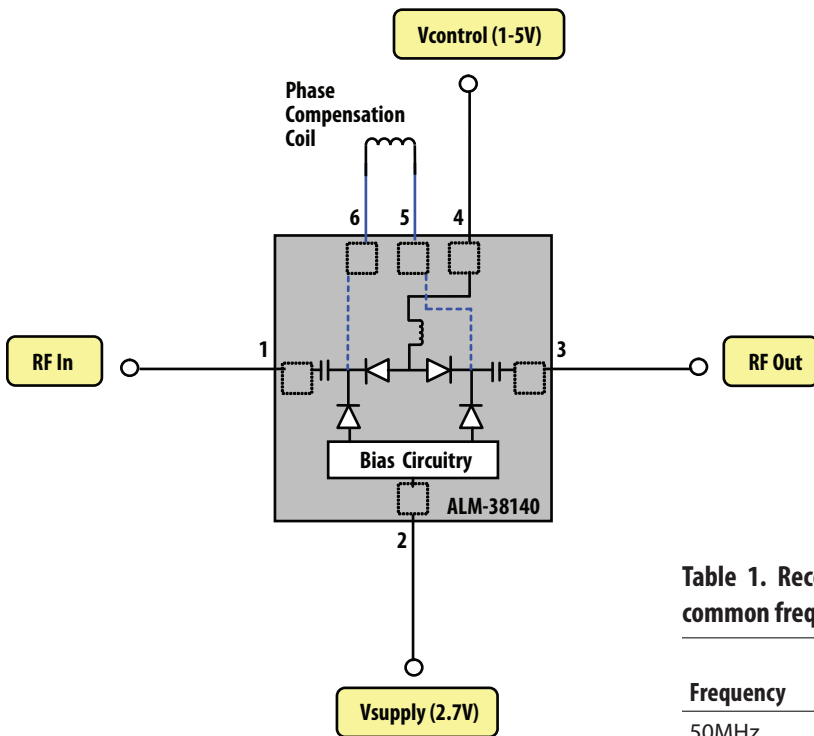 Vcontrol (1-5V)
Phase
Compensation
Coil
6
5
4
1
3
RF In
RF Out
Bias Circuitry
ALM-38140
2
Vsupply (2.7V)
Table 1. Rec
common freq
Frequency
50MHz